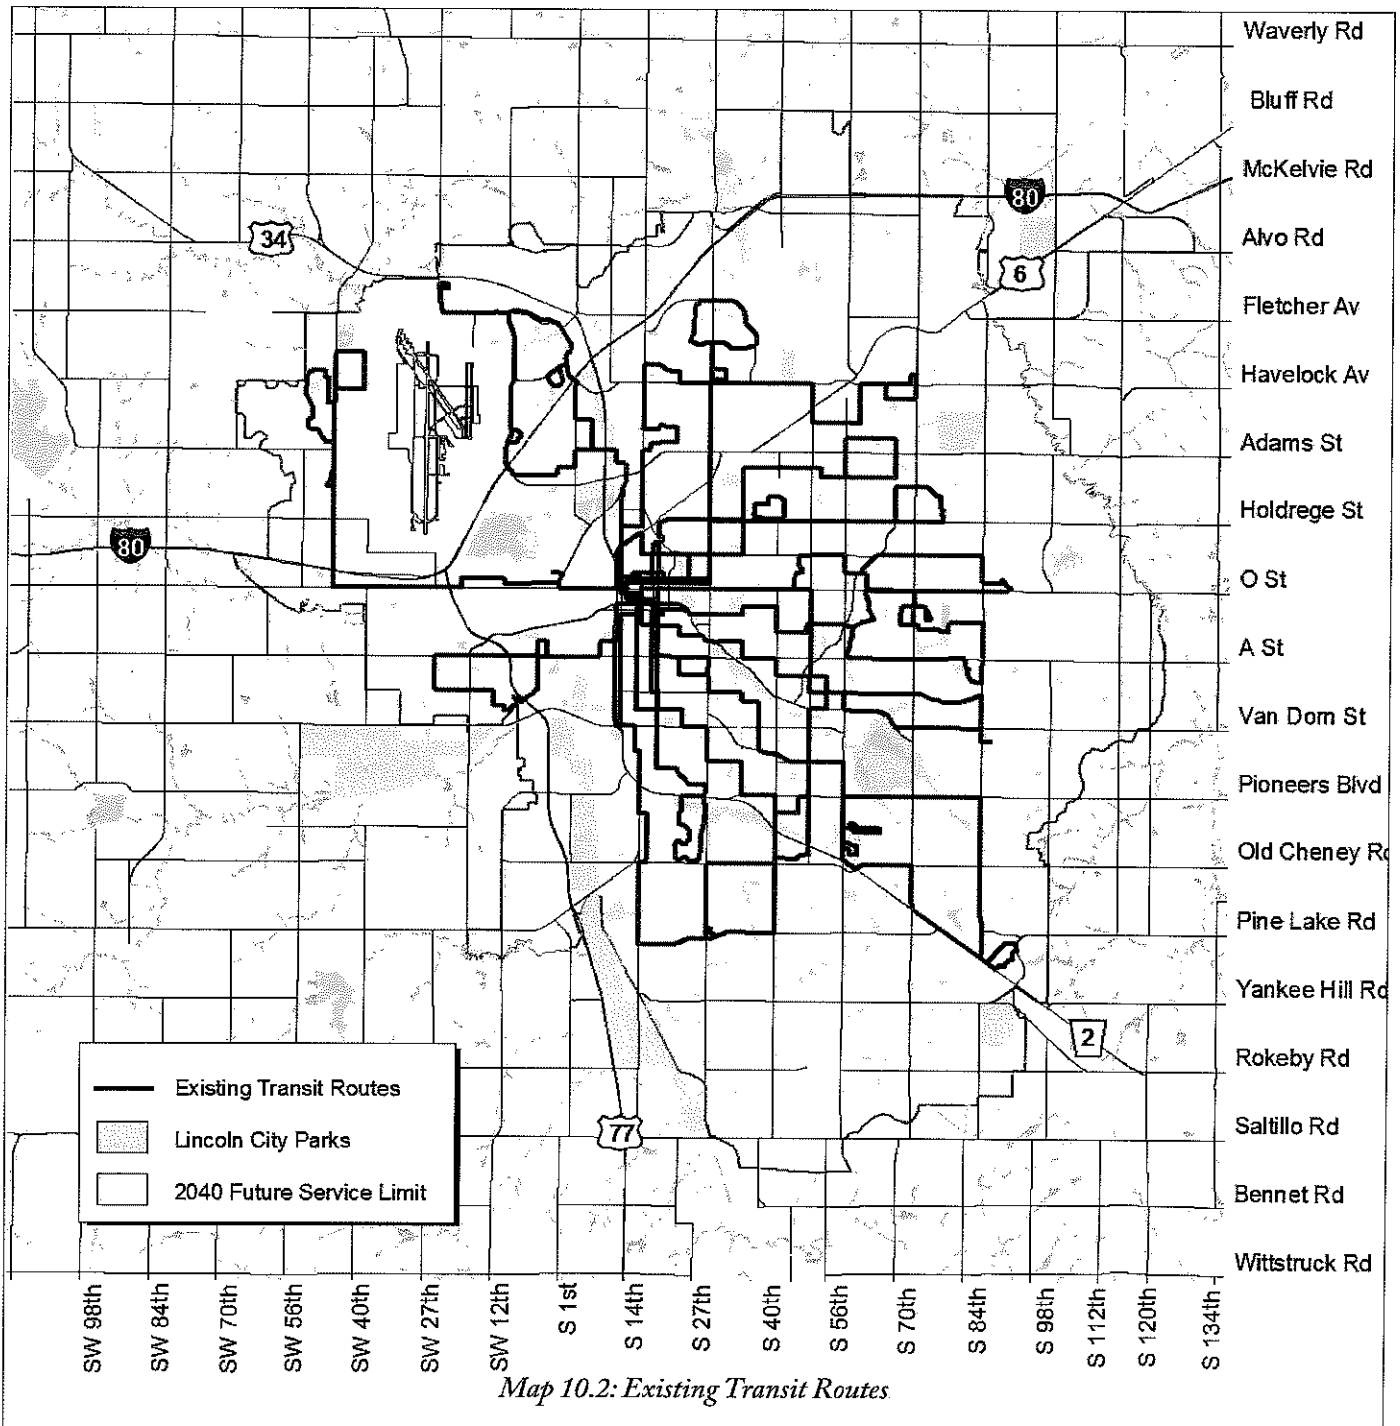 Waverly Rd
Bluff Rd
McKelvie Rd
80
34
Alvo Rd
6
Fletcher Av
Havelock Av
Adams St
Holdrege St
80
O St
A St
Van Dorn St
Pioneers Blvd
Old Cheney Rd
Pine Lake Rd
Yankee Hill Rd
2
Rokeby Rd
Existing Transit Routes
Lincoln City Parks
2040 Future Service Limit
77
Saltillo Rd
Bennet Rd
Wittstruck Rd
SW 98th
SW 84th
SW 70th
SW 56th
SW 40th
SW 27th
SW 12th
S 1st
S 14th
S 27th
S 40th
S 56th
S 70th
S 84th
S 98th
S 112th
S 120th
S 134th
Map 10.2: Existing Transit Routes